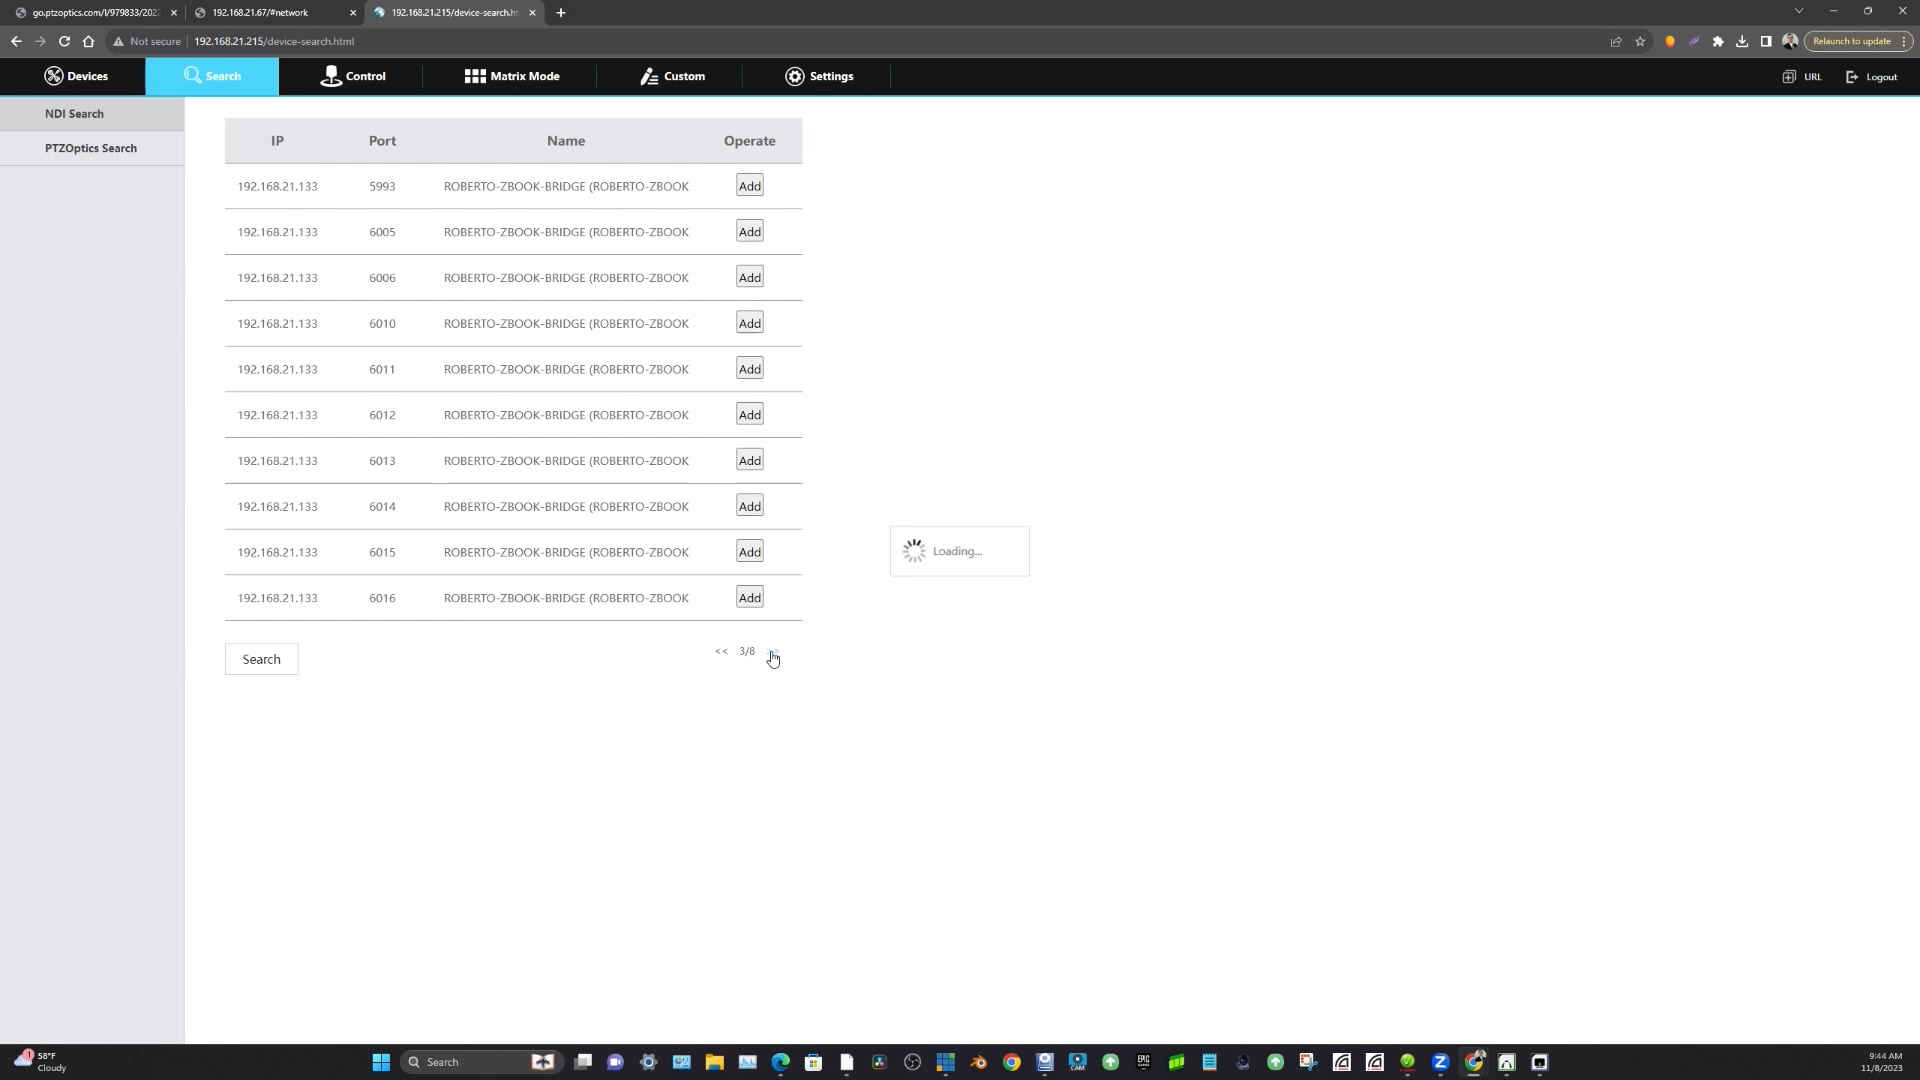 go.ptzoptics.com/l/979833/202
192.168.21.67/#network
192.168.21.215/device-search.ht
Not secure
192.168.21.215/device-search.html
Relaunch to update
Devices
Search
Control
Matrix Mode
Custom
Settings
URL
Logout
NDI Search
PTZOptics Search
IP Port Name Operate
192.168.21.133 5993 ROBERTO-ZBOOK-BRIDGE (ROBERTO-ZBOOK Add
192.168.21.133 6005 ROBERTO-ZBOOK-BRIDGE (ROBERTO-ZBOOK Add
192.168.21.133 6006 ROBERTO-ZBOOK-BRIDGE (ROBERTO-ZBOOK Add
192.168.21.133 6010 ROBERTO-ZBOOK-BRIDGE (ROBERTO-ZBOOK Add
192.168.21.133 6011 ROBERTO-ZBOOK-BRIDGE (ROBERTO-ZBOOK Add
192.168.21.133 6012 ROBERTO-ZBOOK-BRIDGE (ROBERTO-ZBOOK Add
192.168.21.133 6013 ROBERTO-ZBOOK-BRIDGE (ROBERTO-ZBOOK Add
192.168.21.133 6014 ROBERTO-ZBOOK-BRIDGE (ROBERTO-ZBOOK Add
192.168.21.133 6015 ROBERTO-ZBOOK-BRIDGE (ROBERTO-ZBOOK Add
192.168.21.133 6016 ROBERTO-ZBOOK-BRIDGE (ROBERTO-ZBOOK Add
Loading...
Search
<< 3/8 >>
1
58°F
Cloudy
Search
CAM
EPIC
9:44 AM
11/8/2023